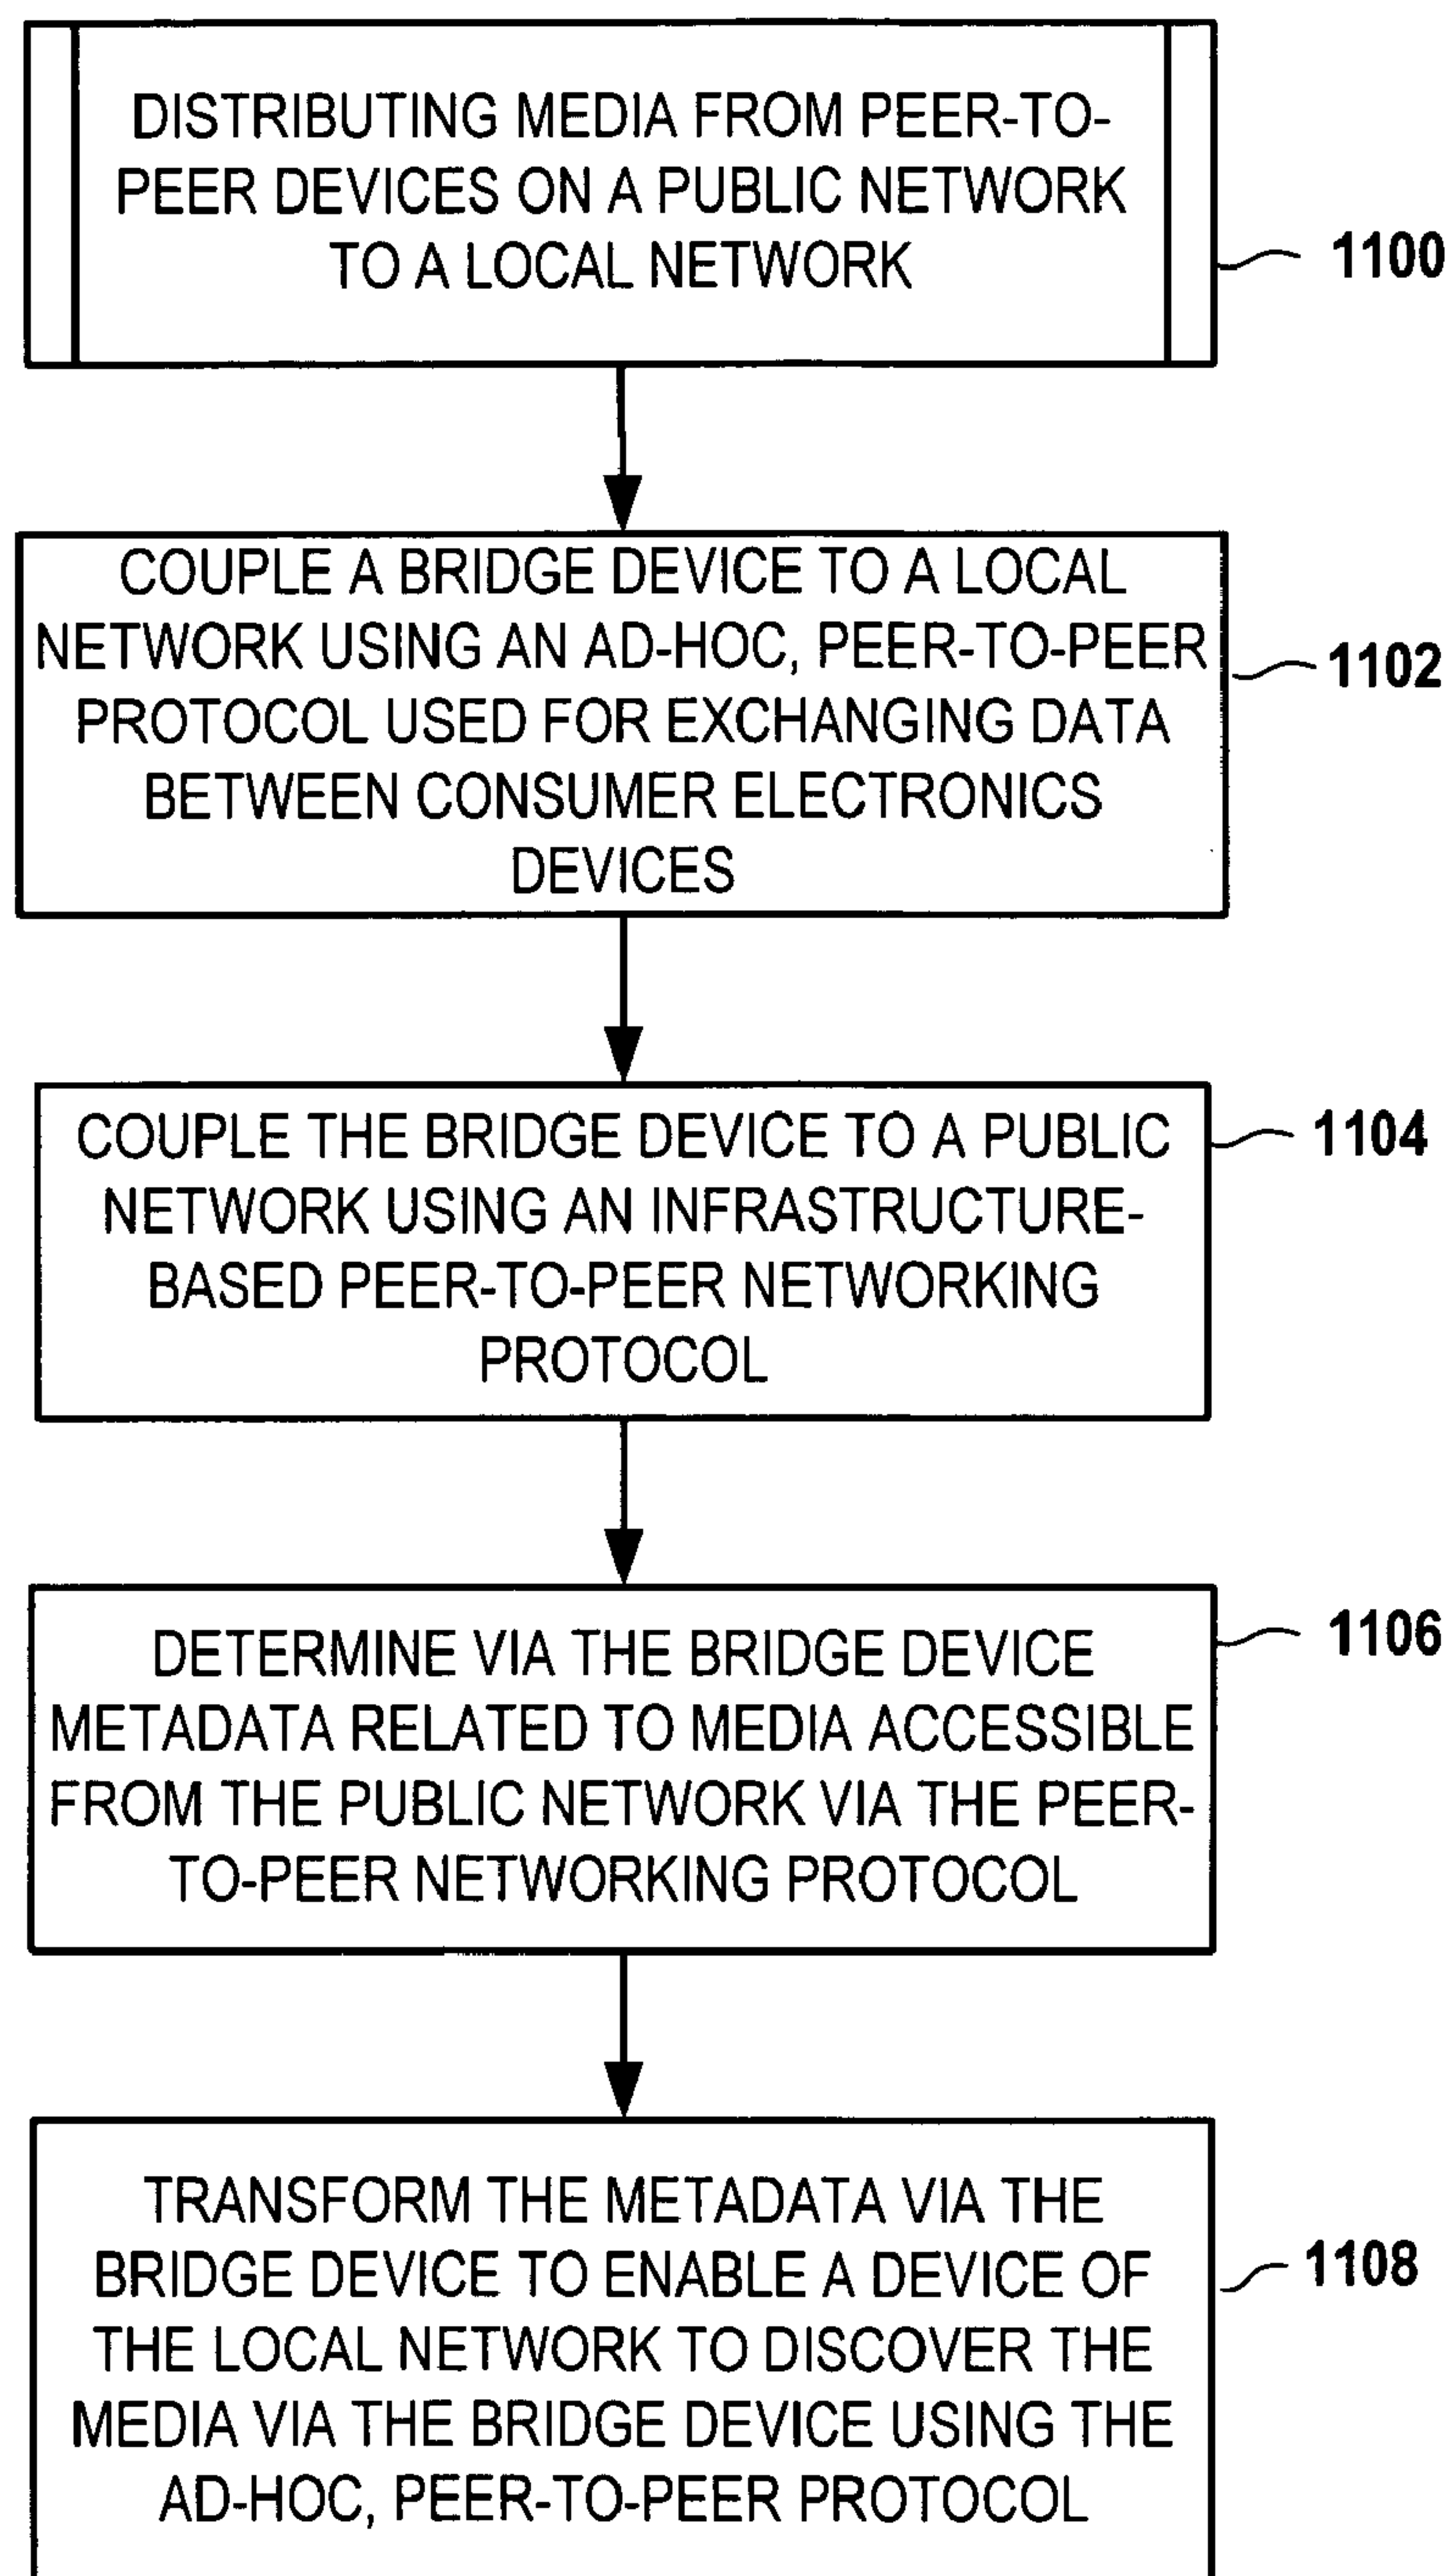 DISTRIBUTING MEDIA FROM PEER-TO-
PEER DEVICES ON A PUBLIC NETWORK
TO A LOCAL NETWORK
1100
COUPLE A BRIDGE DEVICE TO A LOCAL
NETWORK USING AN AD-HOC, PEER-TO-PEER
PROTOCOL USED FOR EXCHANGING DATA
BETWEEN CONSUMER ELECTRONICS
DEVICES
1102
COUPLE THE BRIDGE DEVICE TO A PUBLIC
NETWORK USING AN INFRASTRUCTURE-
BASED PEER-TO-PEER NETWORKING
PROTOCOL
1104
DETERMINE VIA THE BRIDGE DEVICE
METADATA RELATED TO MEDIA ACCESSIBLE
FROM THE PUBLIC NETWORK VIA THE PEER-
TO-PEER NETWORKING PROTOCOL
1106
TRANSFORM THE METADATA VIA THE
BRIDGE DEVICE TO ENABLE A DEVICE OF
THE LOCAL NETWORK TO DISCOVER THE
MEDIA VIA THE BRIDGE DEVICE USING THE
AD-HOC, PEER-TO-PEER PROTOCOL
1108